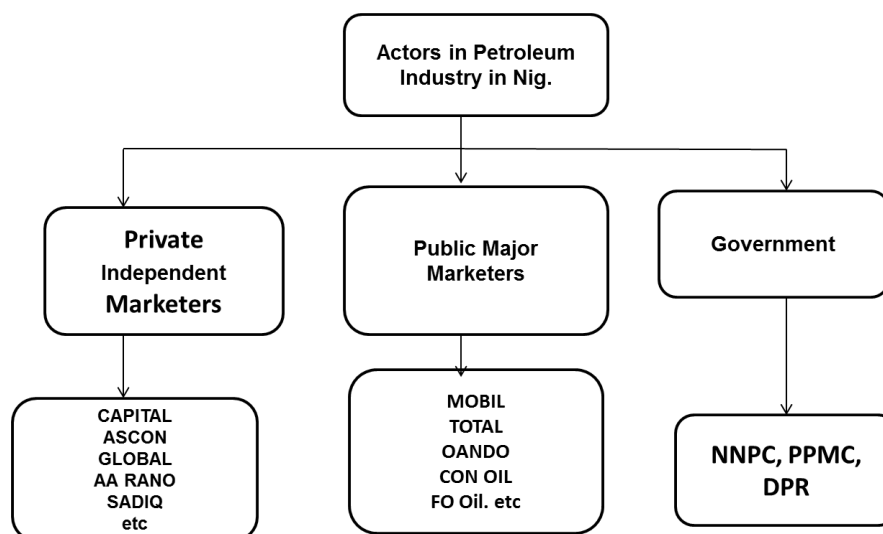 Actors in Petroleum
Industry in Nig.
Private
Independent
Marketers
Public Major
Marketers
Government
CAPITAL
ASCON
GLOBAL
AA RANO
SADIQ
etc
MOBIL
TOTAL
OANDO
CON OIL
FO Oil. etc
NNPC, PPMC,
DPR